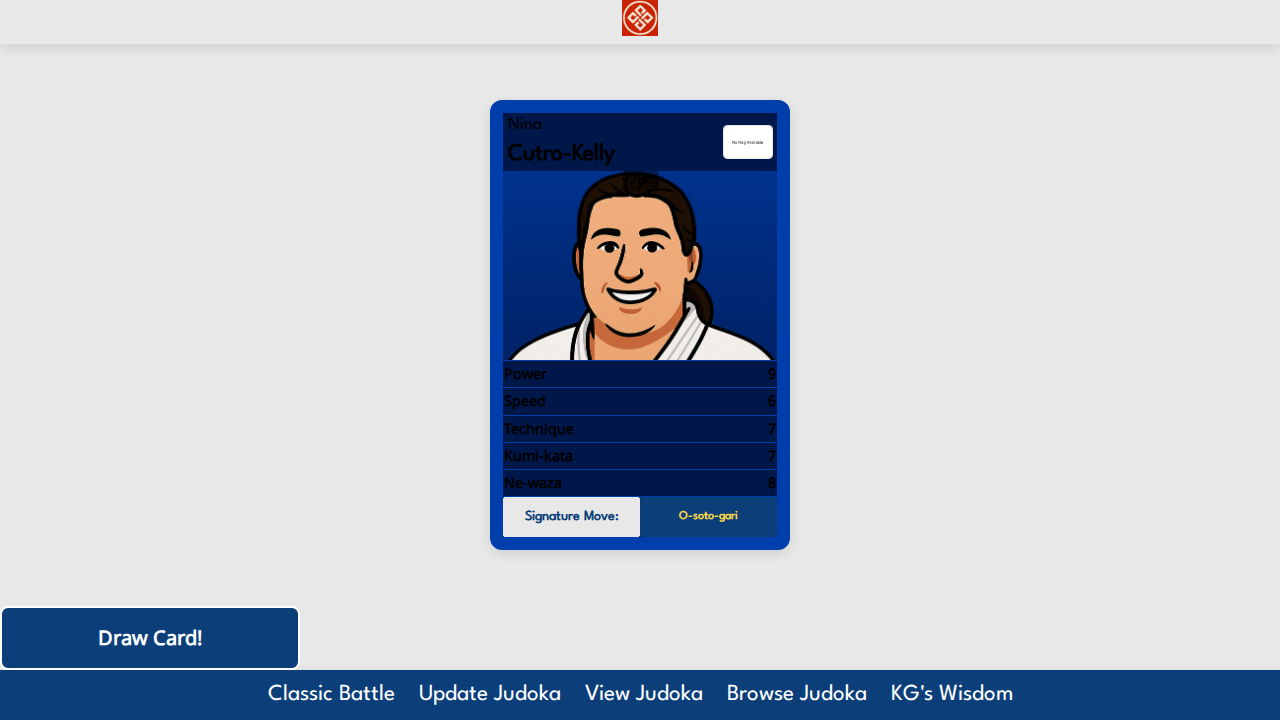 Nina
Cutro-Kelly
No Flag Available
Power 9
Speed 6
Technique 7
Kumi-kata 7
Ne-waza 8
Signature Move: O-soto-gari
Draw Card!
Classic Battle Update Judoka View Judoka Browse Judoka KG's Wisdom